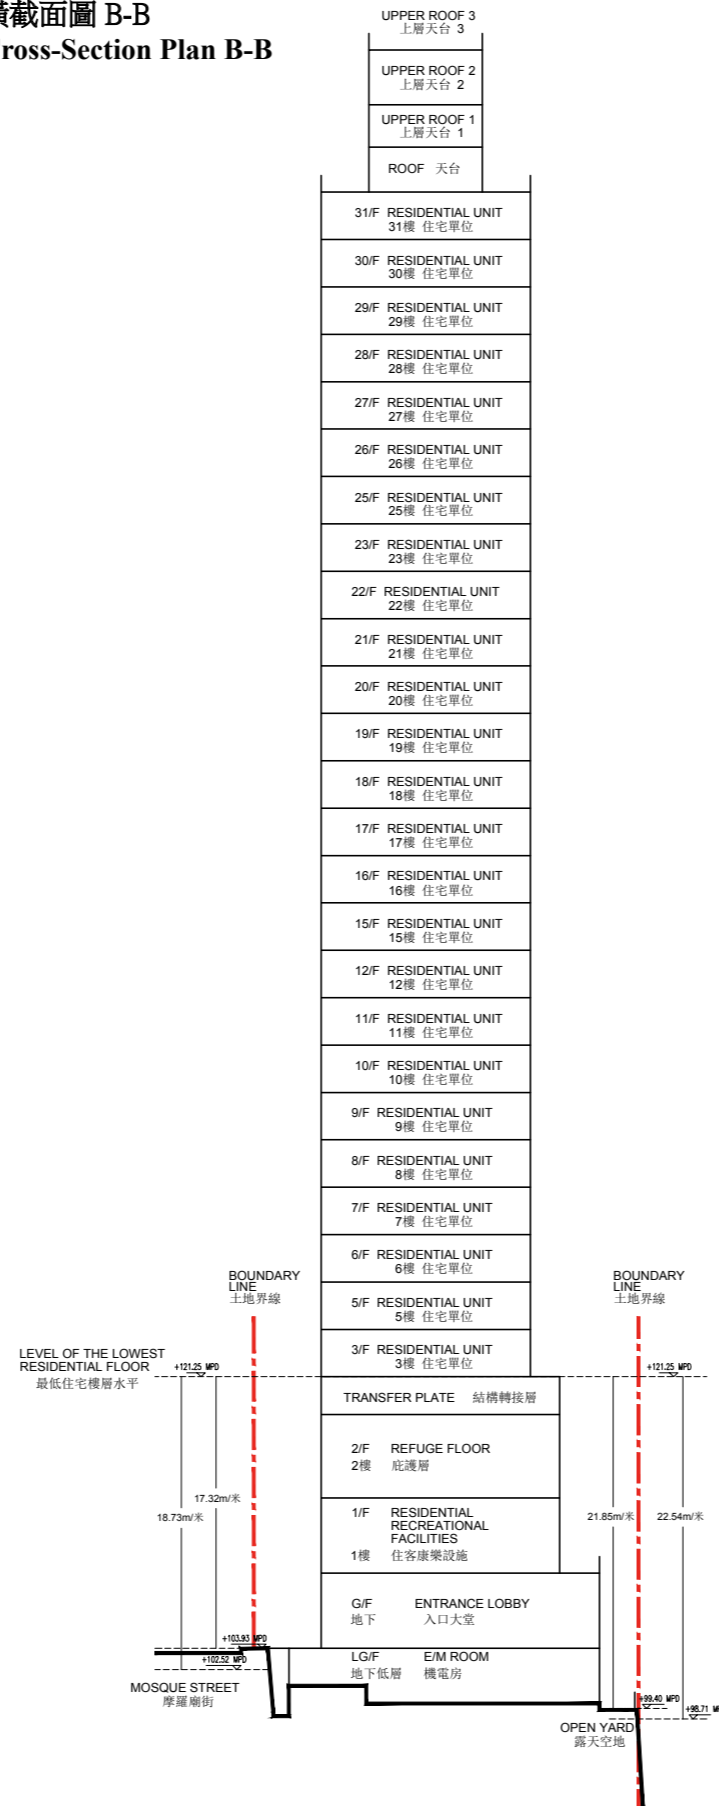 橫截面圖 B-B
ross-Section Plan B-B
UPPER ROOF 3
上層天台 3
UPPER ROOF 2
上層天台 2
UPPER ROOF 1
上層天台 1
ROOF 天台
31/F RESIDENTIAL UNIT
31樓 住宅單位
30/F RESIDENTIAL UNIT
30樓 住宅單位
29/F RESIDENTIAL UNIT
29樓 住宅單位
28/F RESIDENTIAL UNIT
28樓 住宅單位
27/F RESIDENTIAL UNIT
27樓 住宅單位
26/F RESIDENTIAL UNIT
26樓 住宅單位
25/F RESIDENTIAL UNIT
25樓 住宅單位
23/F RESIDENTIAL UNIT
23樓 住宅單位
22/F RESIDENTIAL UNIT
22樓 住宅單位
21/F RESIDENTIAL UNIT
21樓 住宅單位
20/F RESIDENTIAL UNIT
20樓 住宅單位
19/F RESIDENTIAL UNIT
19樓 住宅單位
18/F RESIDENTIAL UNIT
18樓 住宅單位
17/F RESIDENTIAL UNIT
17樓 住宅單位
16/F RESIDENTIAL UNIT
16樓 住宅單位
15/F RESIDENTIAL UNIT
15樓 住宅單位
12/F RESIDENTIAL UNIT
12樓 住宅單位
11/F RESIDENTIAL UNIT
11樓 住宅單位
10/F RESIDENTIAL UNIT
10樓 住宅單位
9/F RESIDENTIAL UNIT
9樓 住宅單位
8/F RESIDENTIAL UNIT
8樓 住宅單位
7/F RESIDENTIAL UNIT
7樓 住宅單位
6/F RESIDENTIAL UNIT
6樓 住宅單位
5/F RESIDENTIAL UNIT
5樓 住宅單位
3/F RESIDENTIAL UNIT
3樓 住宅單位
BOUNDARY
LINE
土地界線
BOUNDARY
LINE
土地界線
LEVEL OF THE LOWEST
RESIDENTIAL FLOOR
最低住宅樓層水平
+121.25 MPD
+121.25 MPD
TRANSFER PLATE 結構轉接層
2/F REFUGE FLOOR
2樓 庇護層
17.32m/米
18.73m/米
21.85m/米
22.54m/米
1/F RESIDENTIAL
RECREATIONAL
FACILITIES
1樓 住客康樂設施
G/F ENTRANCE LOBBY
地下 入口大堂
+103.93 MPD
+102.52 MPD
LG/F E/M ROOM
地下低層 機電房
MOSQUE STREET
摩羅廟街
+99.40 MPD
+98.71 M
OPEN YARD
露天空地